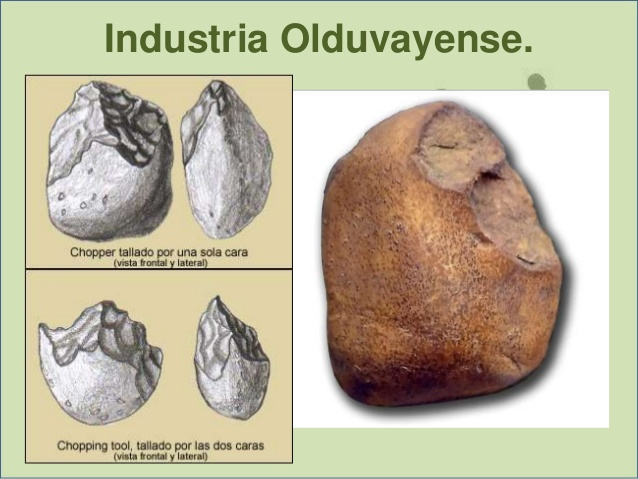 Industria Olduvayense.
Chopper tallado por una sola cara
(vista frontal y lateral)
Chopping tool, tallado por las dos caras
(vista frontal y lateral)